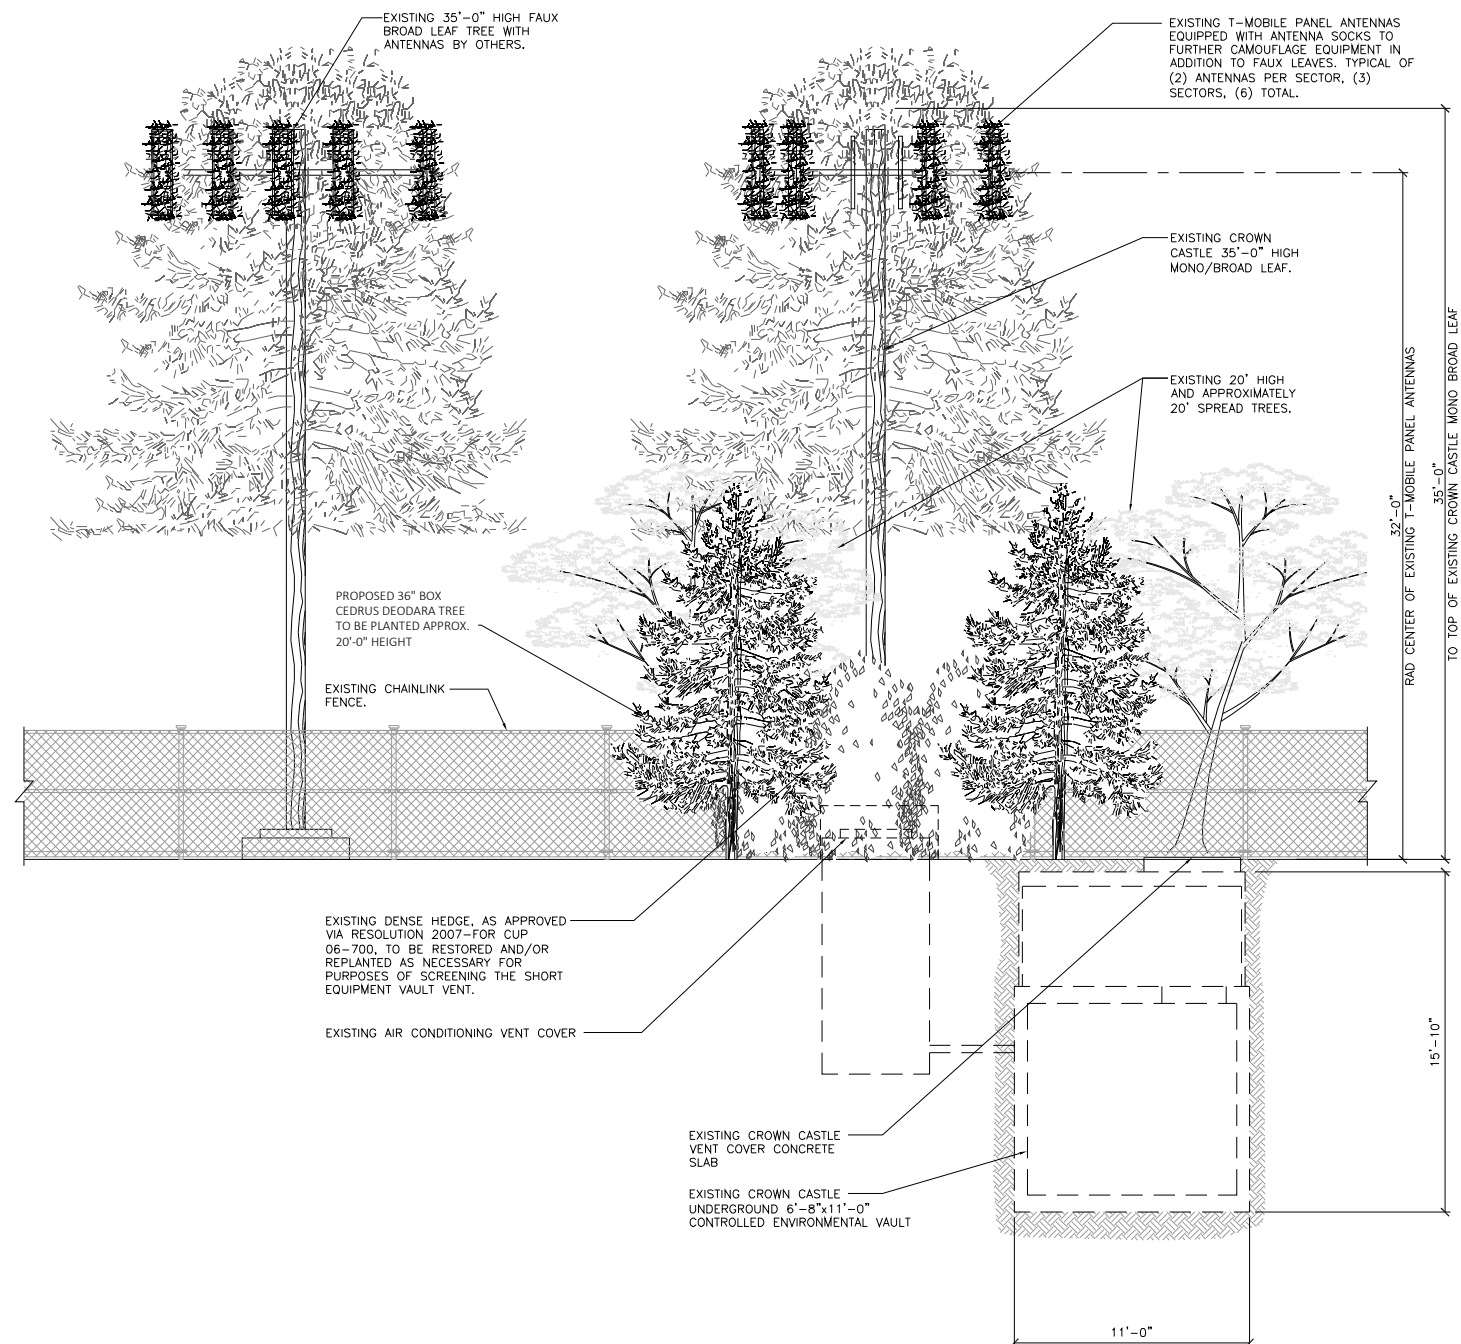 EXISTING 35'-0" HIGH FAUX
BROAD LEAF TREE WITH
ANTENNAS BY OTHERS.
EXISTING T-MOBILE PANEL ANTENNAS
EQUIPPED WITH ANTENNA SOCKS TO
FURTHER CAMOUFLAGE EQUIPMENT IN
ADDITION TO FAUX LEAVES. TYPICAL OF
(2) ANTENNAS PER SECTOR, (3)
SECTORS, (6) TOTAL.
EXISTING CROWN
CASTLE 35'-0" HIGH
MONO/BROAD LEAF.
EXISTING 20' HIGH
AND APPROXIMATELY
20' SPREAD TREES.
32'-0"
RAD CENTER OF EXISTING T-MOBILE PANEL ANTENNAS
35'-0"
TO TOP OF EXISTING CROWN CASTLE MONO BROAD LEAF
PROPOSED 36" BOX
CEDRUS DEODARA TREE
TO BE PLANTED APPROX.
20'-0" HEIGHT
EXISTING CHAINLINK
FENCE.
EXISTING DENSE HEDGE, AS APPROVED
VIA RESOLUTION 2007-FOR CUP
06-700, TO BE RESTORED AND/OR
REPLANTED AS NECESSARY FOR
PURPOSES OF SCREENING THE SHORT
EQUIPMENT VAULT VENT.
EXISTING AIR CONDITIONING VENT COVER
15'-10"
EXISTING CROWN CASTLE
VENT COVER CONCRETE
SLAB
EXISTING CROWN CASTLE
UNDERGROUND 6'-8"x11'-0"
CONTROLLED ENVIRONMENTAL VAULT
11'-0"